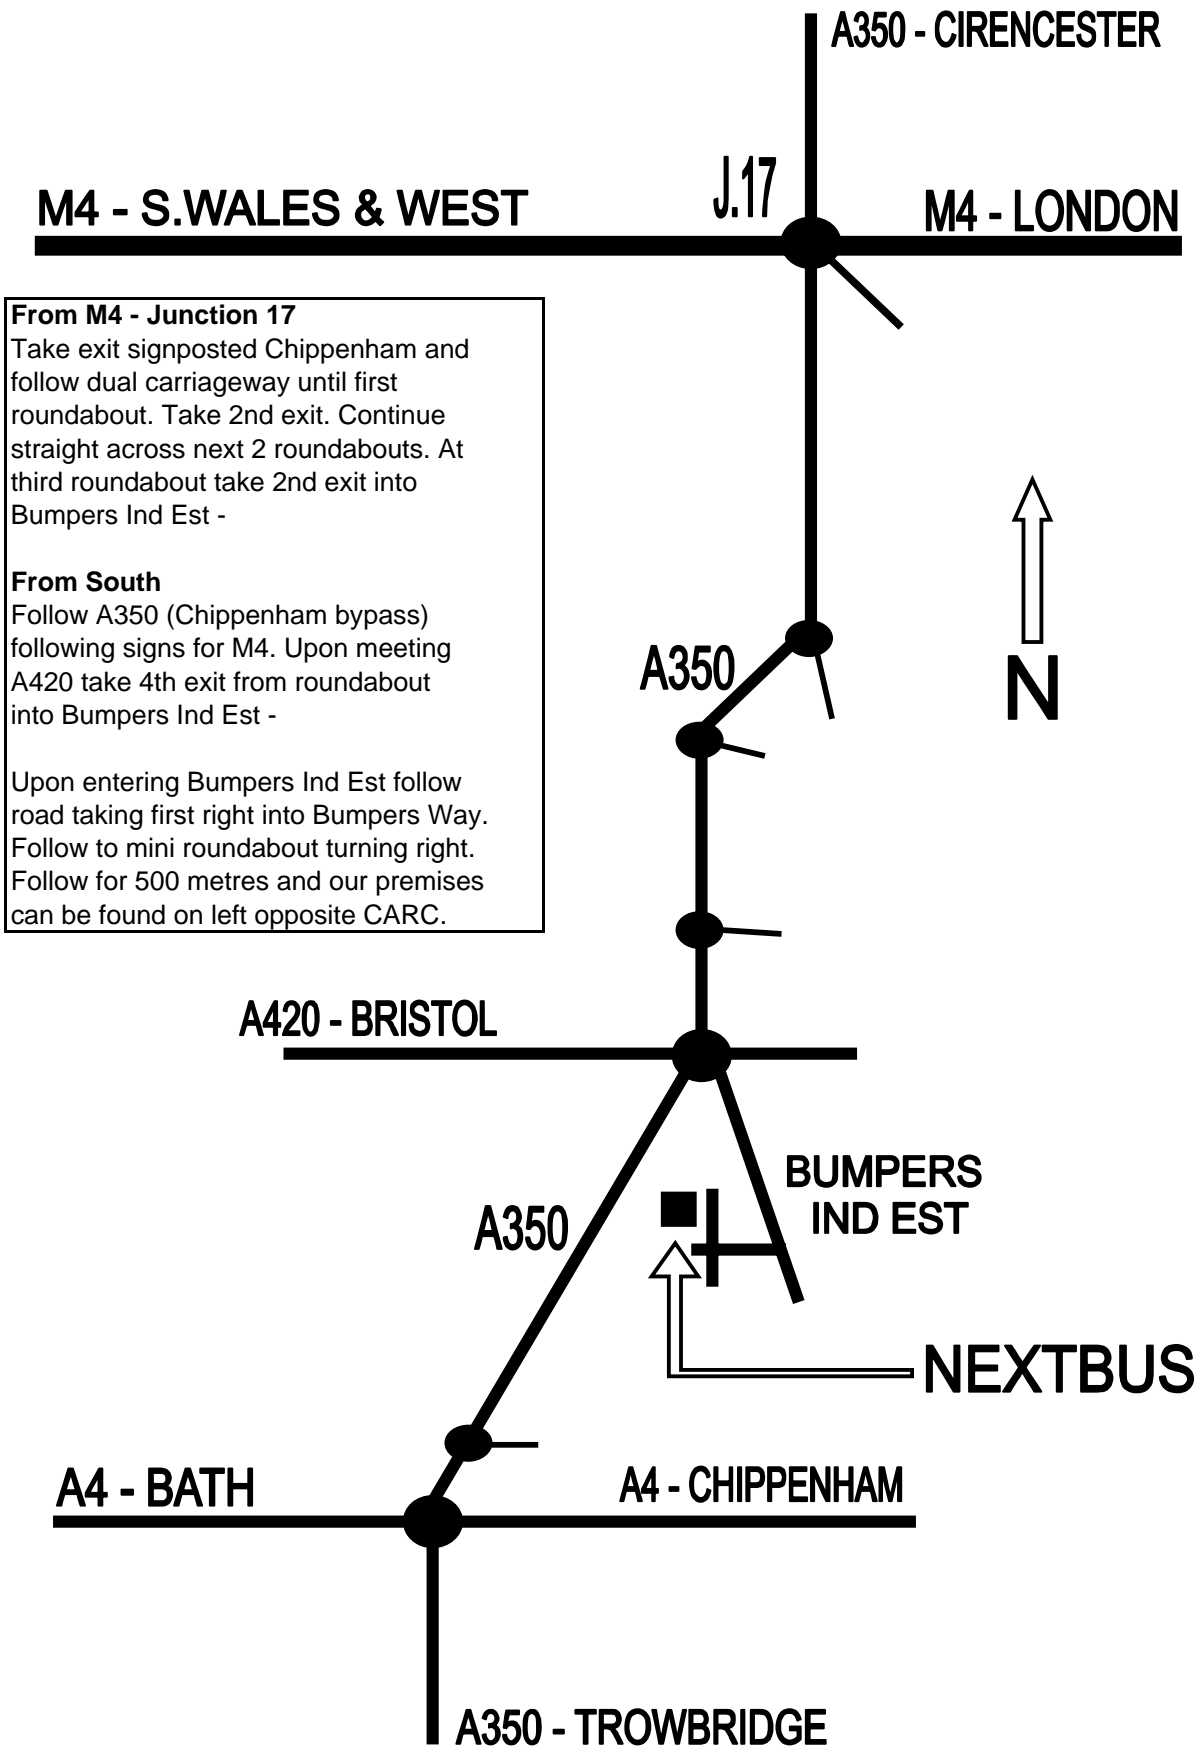 A350 - CIRENCESTER
J.17
M4 - S.WALES & WEST
M4 - LONDON
From M4 - Junction 17
Take exit signposted Chippenham and
follow dual carriageway until first
roundabout. Take 2nd exit. Continue
straight across next 2 roundabouts. At
third roundabout take 2nd exit into
Bumpers Ind Est -
From South
Follow A350 (Chippenham bypass)
following signs for M4. Upon meeting
A420 take 4th exit from roundabout
into Bumpers Ind Est -
Upon entering Bumpers Ind Est follow
road taking first right into Bumpers Way.
Follow to mini roundabout turning right.
Follow for 500 metres and our premises
can be found on left opposite CARC.
A350
N
A420 - BRISTOL
BUMPERS
IND EST
A350
NEXTBUS
A4 - BATH
A4 - CHIPPENHAM
A350 - TROWBRIDGE